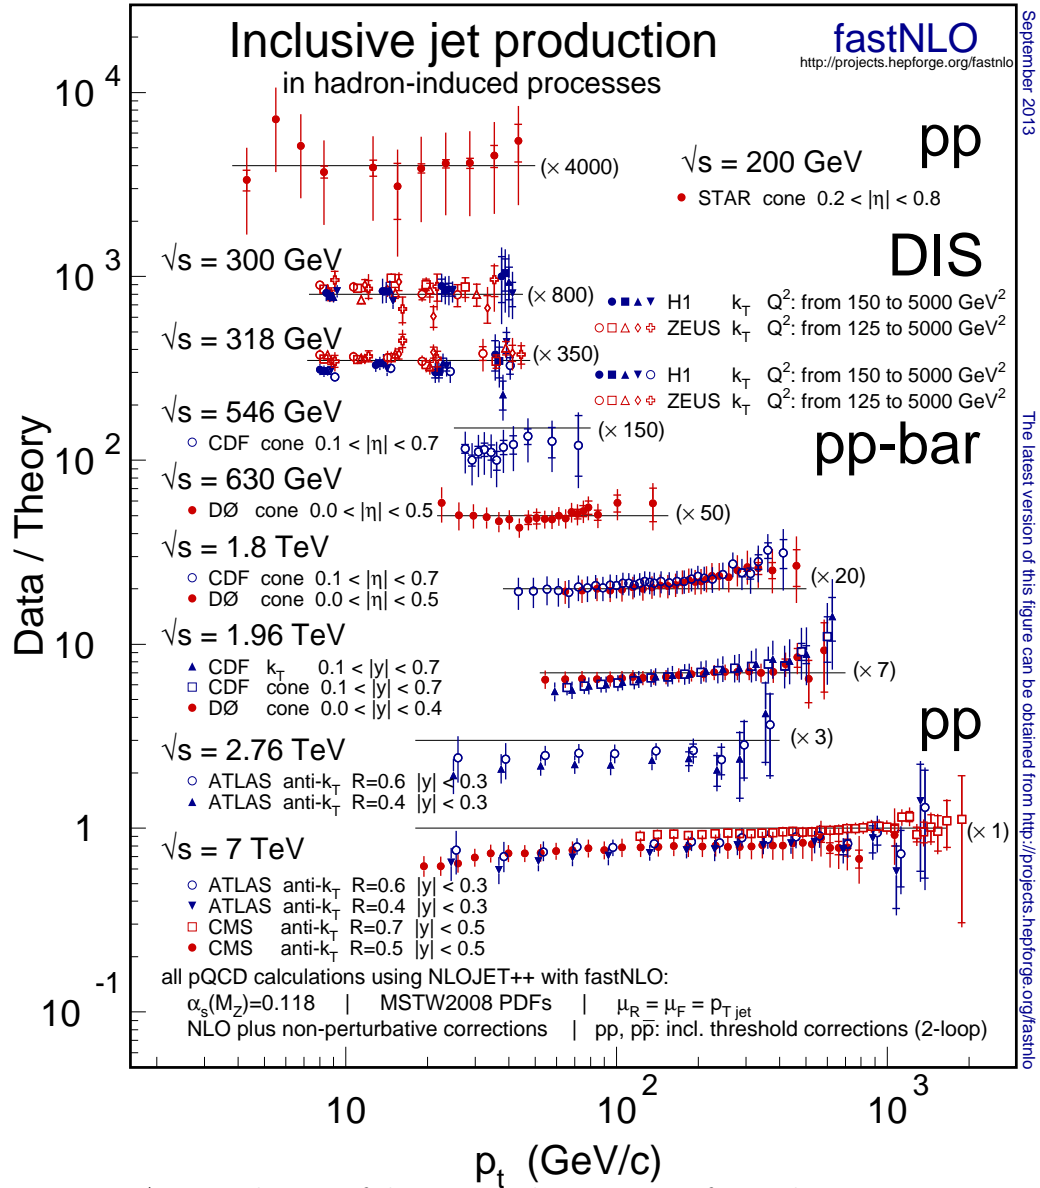 Inclusive jet production
in hadron-induced processes
fastNLO
http://projects.hepforge.org/fastnlo
September 2013
The latest version of this figure can be obtained from http://projects.hepforge.org/fastnlo
Data / Theory
10⁴
10³
10²
10
1
10⁻¹
pp
√s = 200 GeV
STAR cone 0.2 < |η| < 0.8
(× 4000)
DIS
√s = 300 GeV
(× 800)
H1 k_T Q²: from 150 to 5000 GeV²
ZEUS k_T Q²: from 125 to 5000 GeV²
√s = 318 GeV
(× 350)
H1 k_T Q²: from 150 to 5000 GeV²
ZEUS k_T Q²: from 125 to 5000 GeV²
pp-bar
√s = 546 GeV
CDF cone 0.1 < |η| < 0.7
(× 150)
√s = 630 GeV
DØ cone 0.0 < |η| < 0.5
(× 50)
√s = 1.8 TeV
CDF cone 0.1 < |η| < 0.7
DØ cone 0.0 < |η| < 0.5
(× 20)
√s = 1.96 TeV
CDF k_T 0.1 < |y| < 0.7
CDF cone 0.1 < |y| < 0.7
DØ cone 0.0 < |y| < 0.4
(× 7)
pp
√s = 2.76 TeV
ATLAS anti-k_T R=0.6 |y| < 0.3
ATLAS anti-k_T R=0.4 |y| < 0.3
(× 3)
√s = 7 TeV
ATLAS anti-k_T R=0.6 |y| < 0.3
ATLAS anti-k_T R=0.4 |y| < 0.3
CMS anti-k_T R=0.7 |y| < 0.5
CMS anti-k_T R=0.5 |y| < 0.5
(× 1)
all pQCD calculations using NLOJET++ with fastNLO:
α_s(M_Z)=0.118 | MSTW2008 PDFs | μ_R = μ_F = p_T jet
NLO plus non-perturbative corrections | pp, pp̅: incl. threshold corrections (2-loop)
10
10²
10³
p_t (GeV/c)